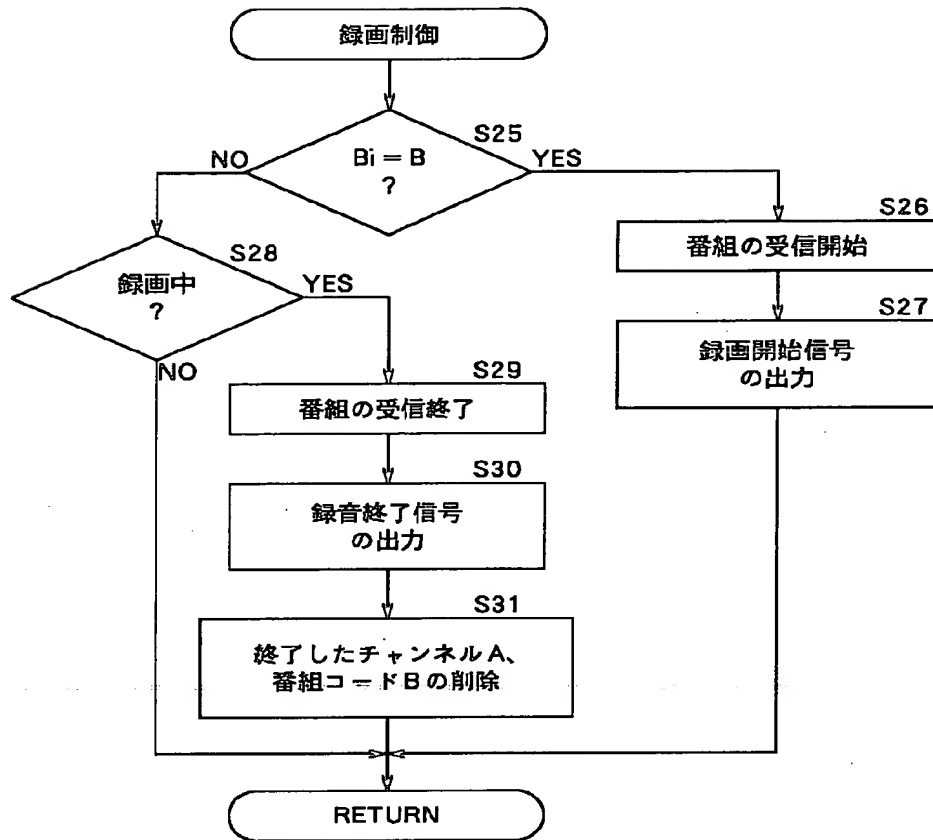 録画制御
S25
Bi = B
?
NO
YES
S26
番組の受信開始
S27
録画開始信号
の出力
S28
録画中
?
YES
NO
S29
番組の受信終了
S30
録音終了信号
の出力
S31
終了したチャンネルA、
番組コードBの削除
RETURN